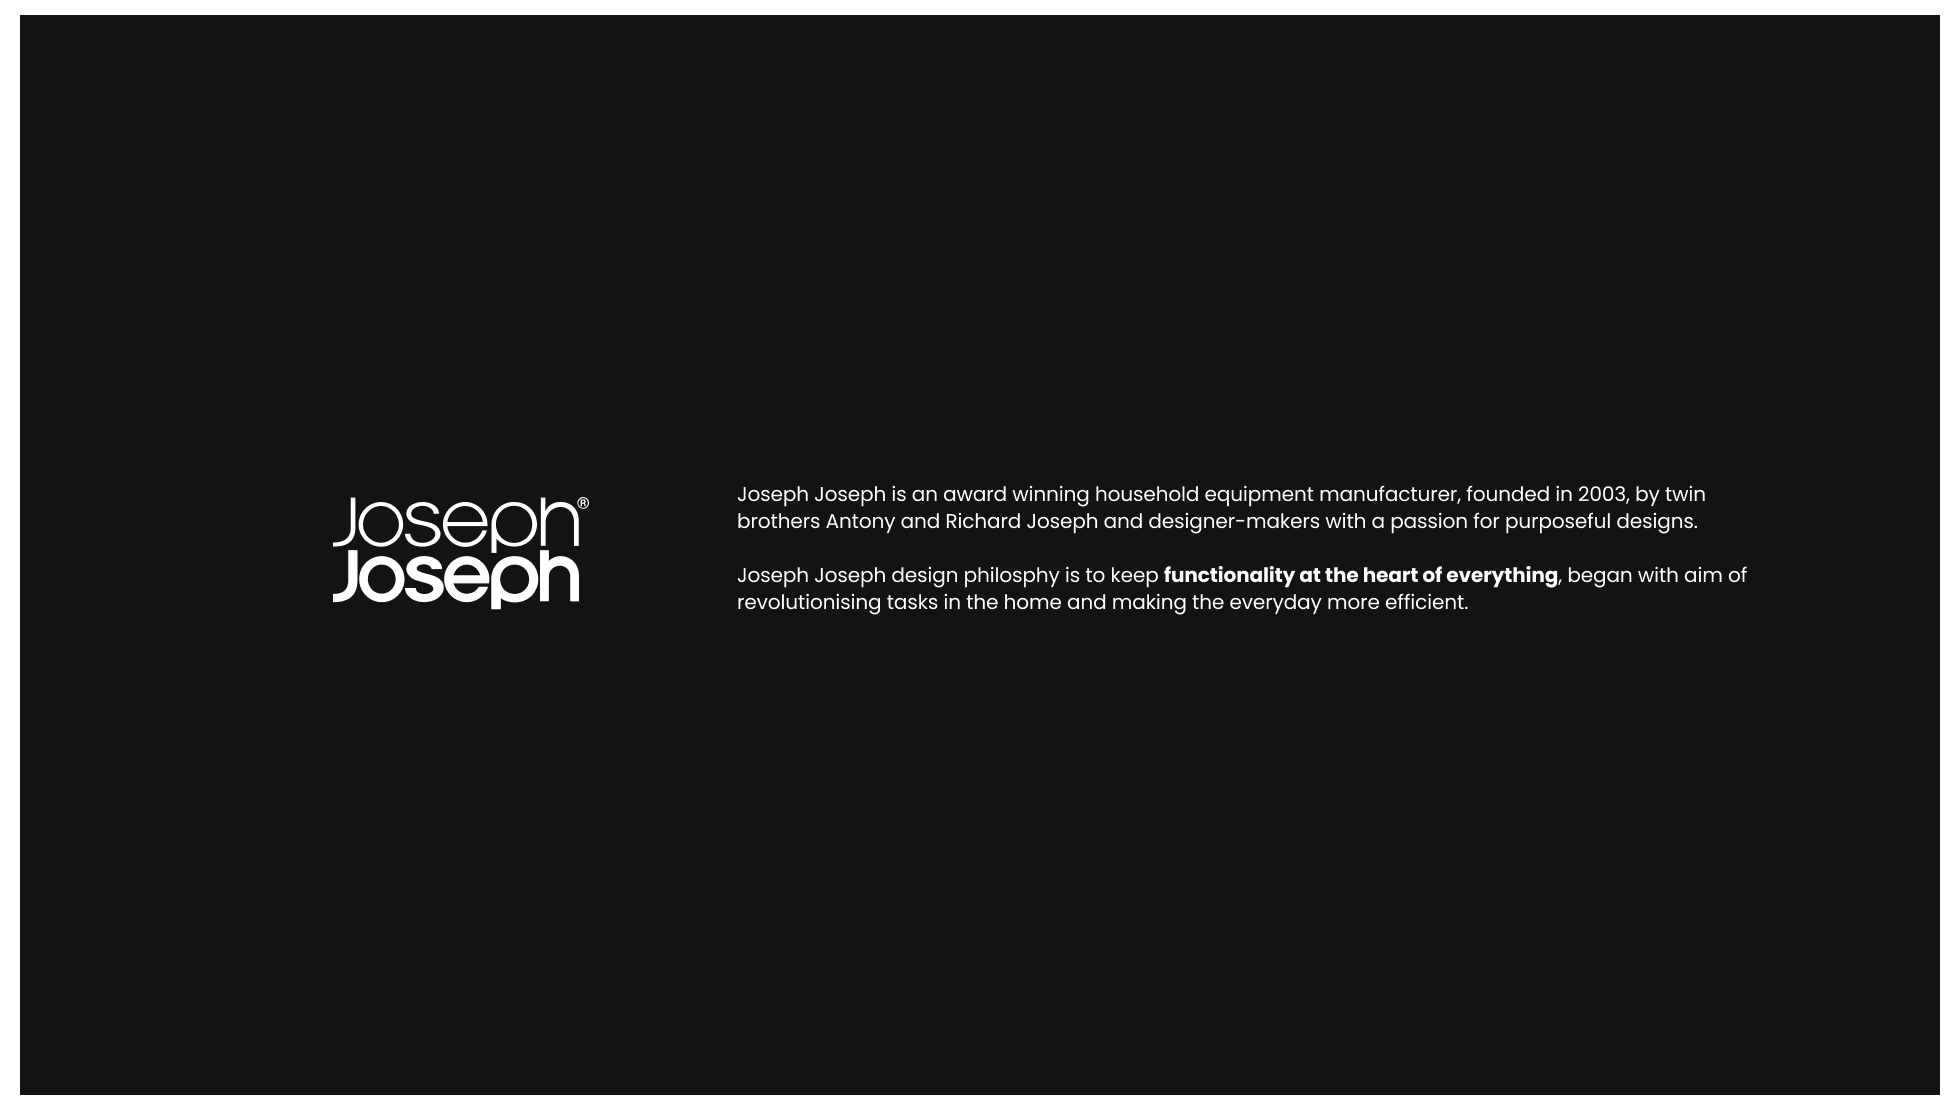 Joseph®
Joseph
Joseph Joseph is an award winning household equipment manufacturer, founded in 2003, by twin
brothers Antony and Richard Joseph and designer-makers with a passion for purposeful designs.
Joseph Joseph design philosphy is to keep functionality at the heart of everything, began with aim of
revolutionising tasks in the home and making the everyday more efficient.